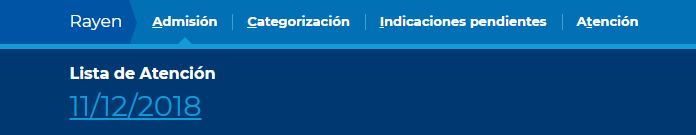 Rayen Admisión Categorización Indicaciones pendientes Atención
Lista de Atención
11/12/2018